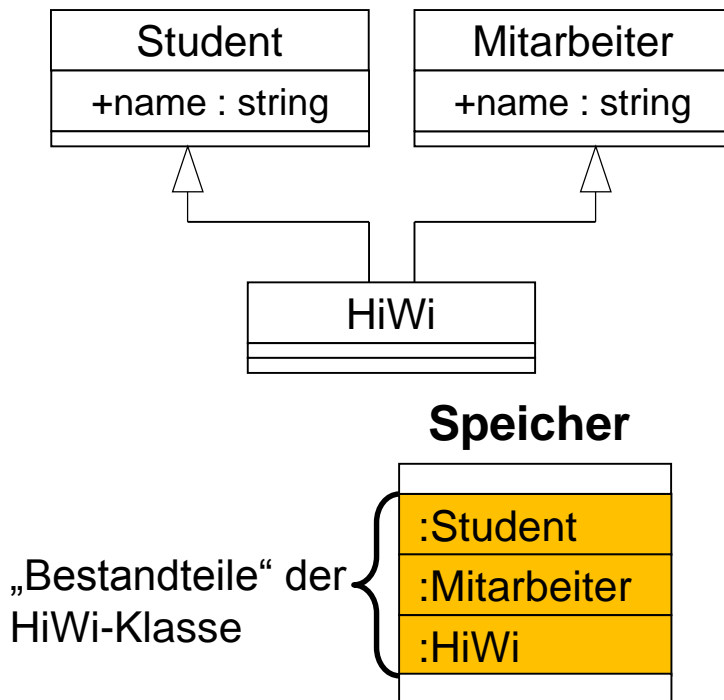 Student
+name : string
Mitarbeiter
+name : string
HiWi
Speicher
:Student
:Mitarbeiter
:HiWi
„Bestandteile“ der
HiWi-Klasse